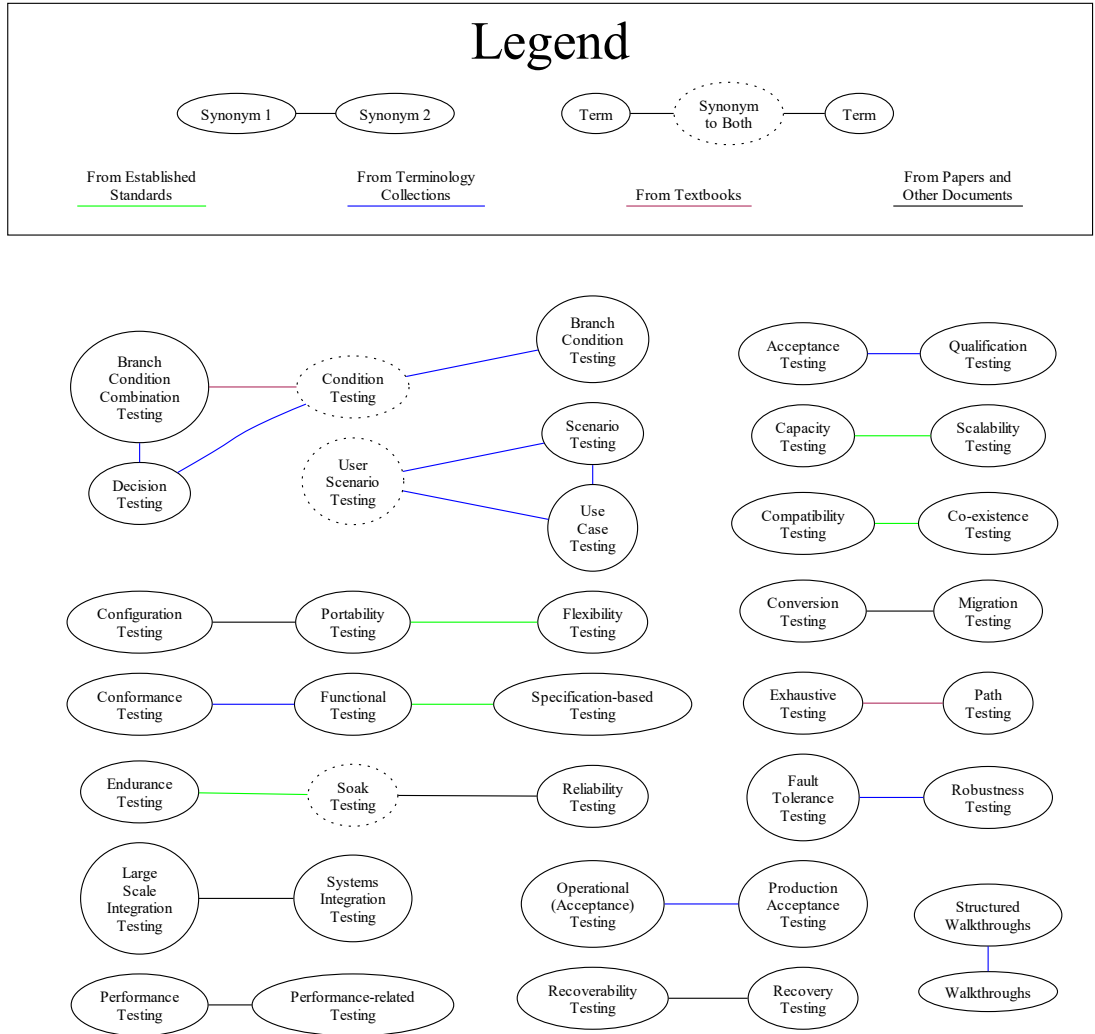 Legend
Synonym 1
Synonym 2
Term
Synonym
to Both
Term
From Established
Standards
From Terminology
Collections
From Textbooks
From Papers and
Other Documents
Branch
Condition
Combination
Testing
Condition
Testing
Branch
Condition
Testing
Decision
Testing
User
Scenario
Testing
Scenario
Testing
Use
Case
Testing
Acceptance
Testing
Qualification
Testing
Capacity
Testing
Scalability
Testing
Compatibility
Testing
Co-existence
Testing
Configuration
Testing
Portability
Testing
Flexibility
Testing
Conversion
Testing
Migration
Testing
Conformance
Testing
Functional
Testing
Specification-based
Testing
Exhaustive
Testing
Path
Testing
Endurance
Testing
Soak
Testing
Reliability
Testing
Fault
Tolerance
Testing
Robustness
Testing
Large
Scale
Integration
Testing
Systems
Integration
Testing
Operational
(Acceptance)
Testing
Production
Acceptance
Testing
Structured
Walkthroughs
Performance
Testing
Performance-related
Testing
Recoverability
Testing
Recovery
Testing
Walkthroughs